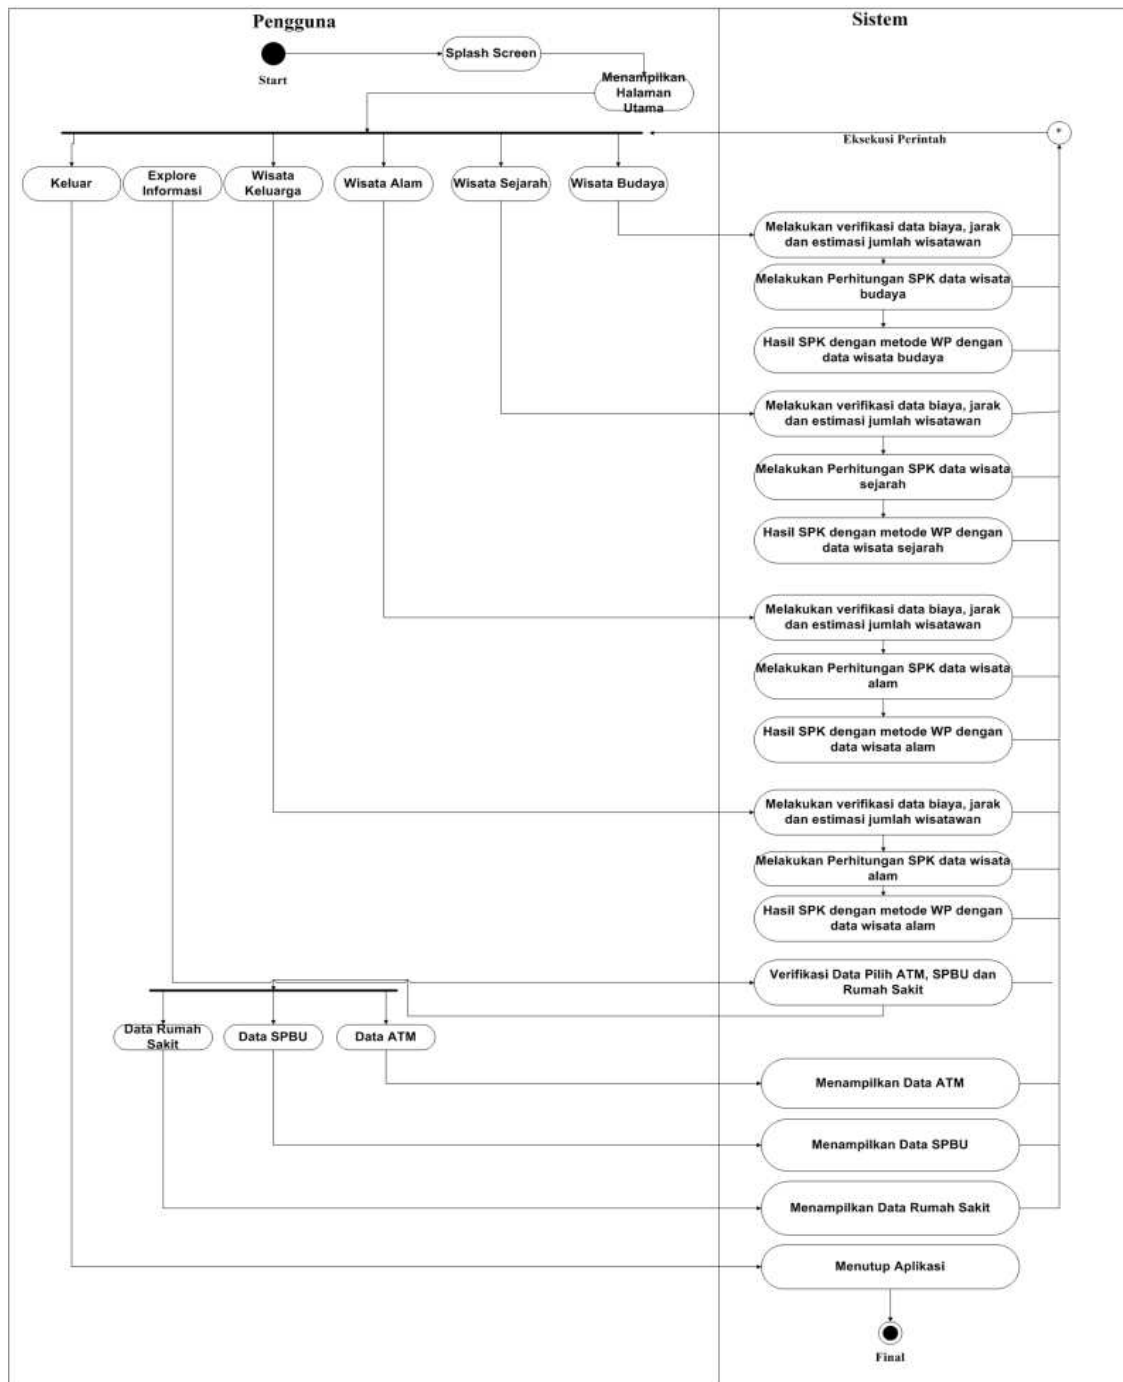 Pengguna
Sistem
Start
Splash Screen
Menampilkan
Halaman
Utama
Eksekusi Perintah
*
Keluar
Explore
Informasi
Wisata
Keluarga
Wisata Alam
Wisata Sejarah
Wisata Budaya
Melakukan verifikasi data biaya, jarak
dan estimasi jumlah wisatawan
Melakukan Perhitungan SPK data wisata
budaya
Hasil SPK dengan metode WP dengan
data wisata budaya
Melakukan verifikasi data biaya, jarak
dan estimasi jumlah wisatawan
Melakukan Perhitungan SPK data wisata
sejarah
Hasil SPK dengan metode WP dengan
data wisata sejarah
Melakukan verifikasi data biaya, jarak
dan estimasi jumlah wisatawan
Melakukan Perhitungan SPK data wisata
alam
Hasil SPK dengan metode WP dengan
data wisata alam
Melakukan verifikasi data biaya, jarak
dan estimasi jumlah wisatawan
Melakukan Perhitungan SPK data wisata
alam
Hasil SPK dengan metode WP dengan
data wisata alam
Verifikasi Data Pilih ATM, SPBU dan
Rumah Sakit
Data Rumah
Sakit
Data SPBU
Data ATM
Menampilkan Data ATM
Menampilkan Data SPBU
Menampilkan Data Rumah Sakit
Menutup Aplikasi
Final